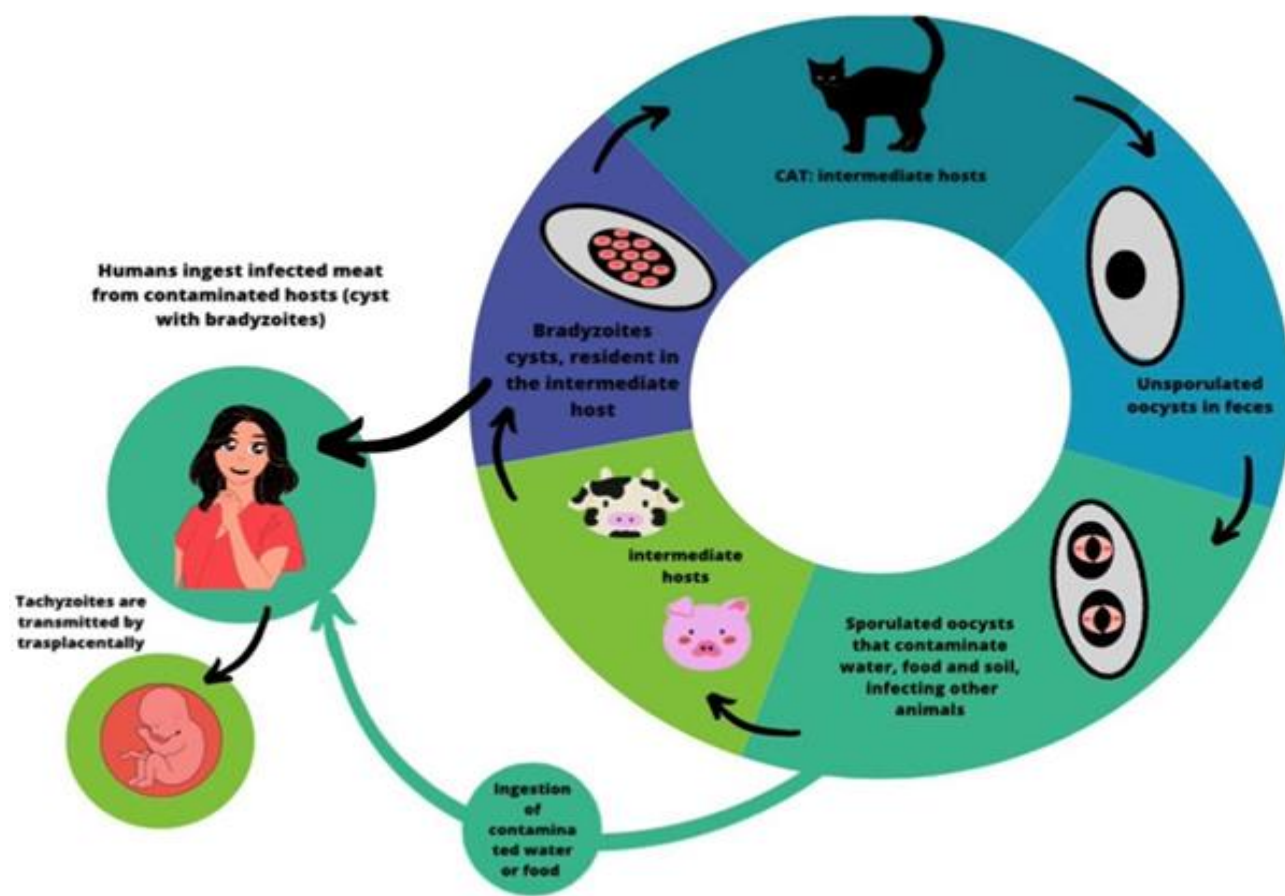 CAT: intermediate hosts
Unsporulated
oocysts in feces
Sporulated oocysts
that contaminate
water, food and soil,
infecting other
animals
intermediate
hosts
Bradyzoites
cysts, resident in
the intermediate
host
Humans ingest infected meat
from contaminated hosts (cyst
with bradyzoites)
Tachyzoites are
transmitted by
trasplacentally
Ingestion
of
contamina
ted water
or food